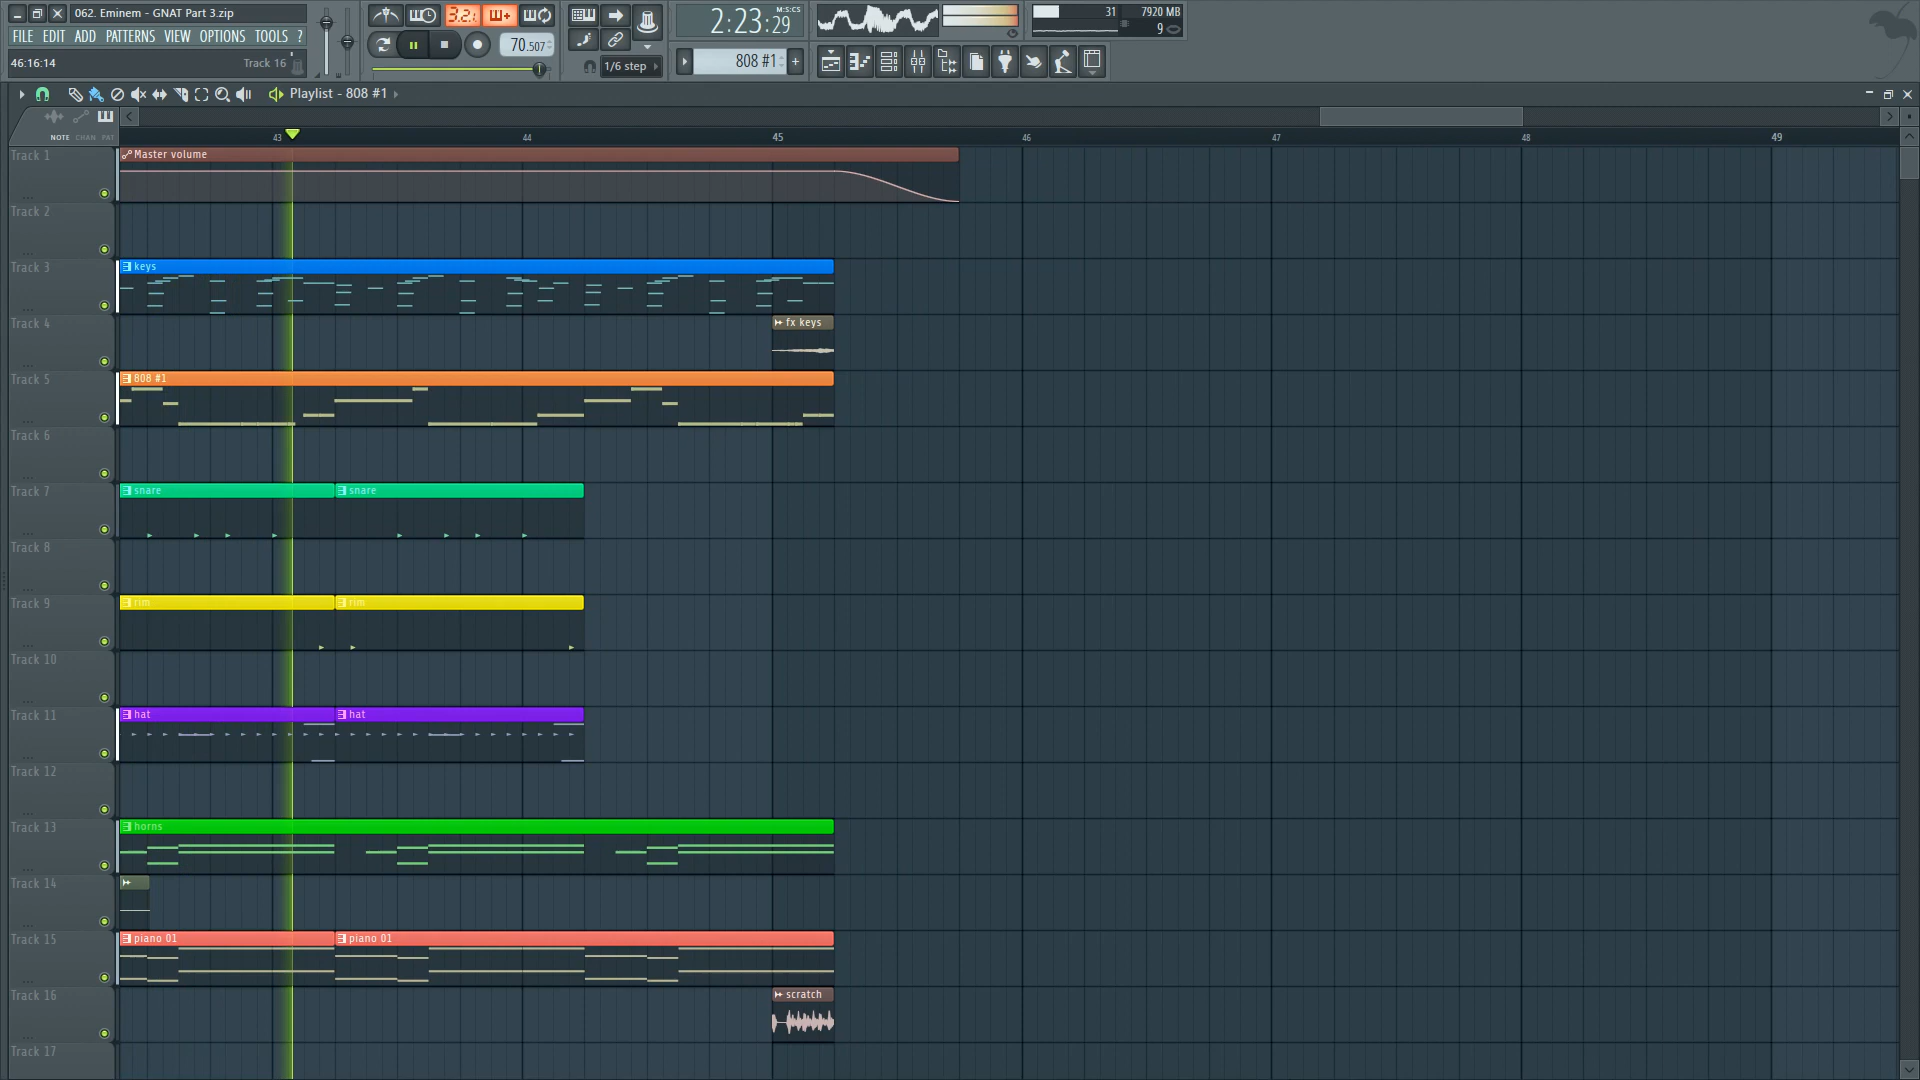 062. Eminem - GNAT Part 3.zip
FILE EDIT ADD PATTERNS VIEW OPTIONS TOOLS ?
46:16:14 Track 16
3.2.
70.507
1/6 step
2:23:29 M:S:CS
808 #1 +
31 7920 MB
9
Playlist - 808 #1
NOTE CHAN PAT
43 44 45 46 47 48 49
Track 1 Master volume
Track 2
Track 3 keys
Track 4 fx keys
Track 5 808 #1
Track 6
Track 7 snare snare
Track 8
Track 9 rim rim
Track 10
Track 11 hat hat
Track 12
Track 13 horns
Track 14
Track 15 piano 01 piano 01
Track 16 scratch
Track 17